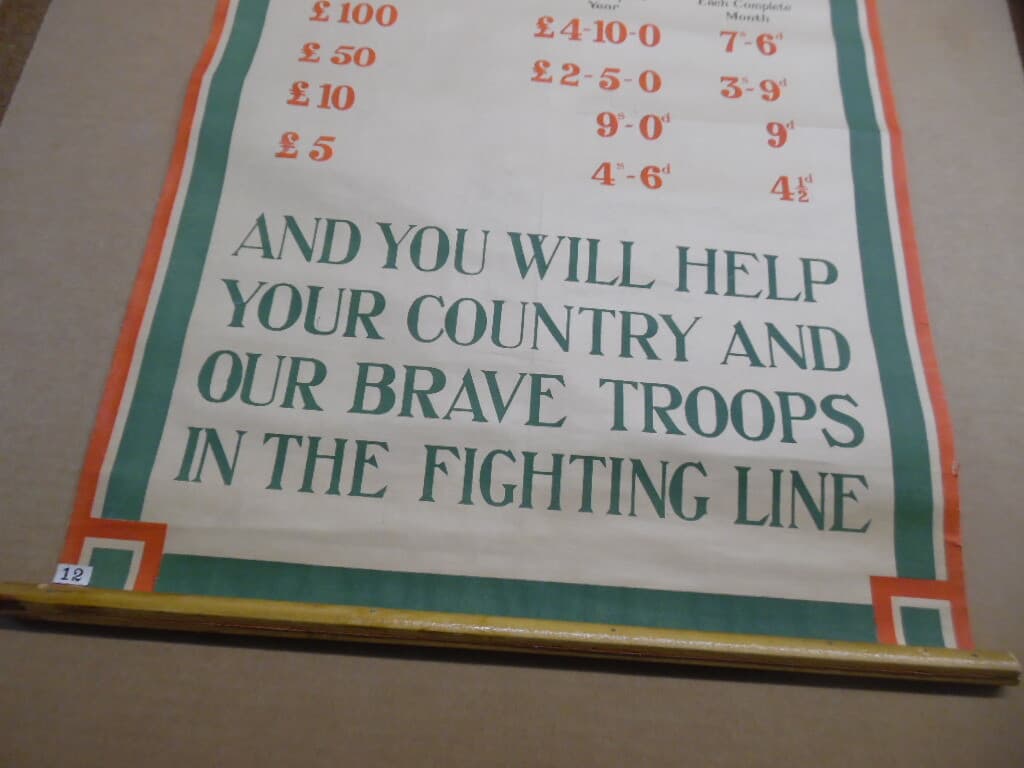 Year Each Complete
Month
£100 £4-10-0 7s-6d
£50 £2-5-0 3s-9d
£10 9s-0d 9d
£5 4s-6d 4½d
AND YOU WILL HELP
YOUR COUNTRY AND
OUR BRAVE TROOPS
IN THE FIGHTING LINE
12